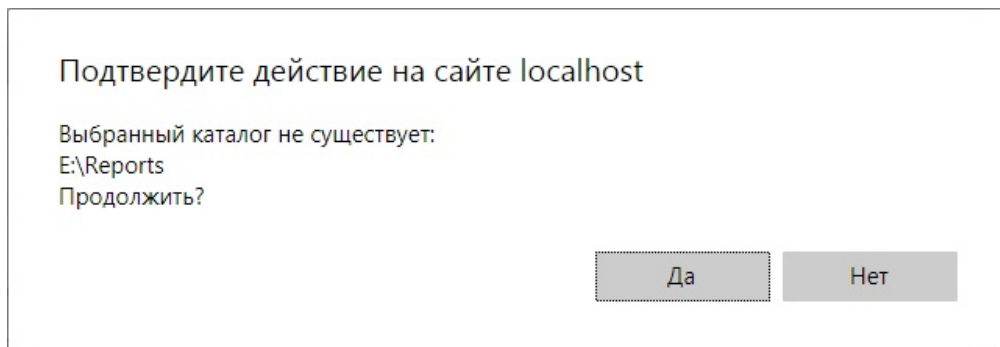 Подтвердите действие на сайте localhost
Выбранный каталог не существует:
E:\Reports
Продолжить?
Да Нет